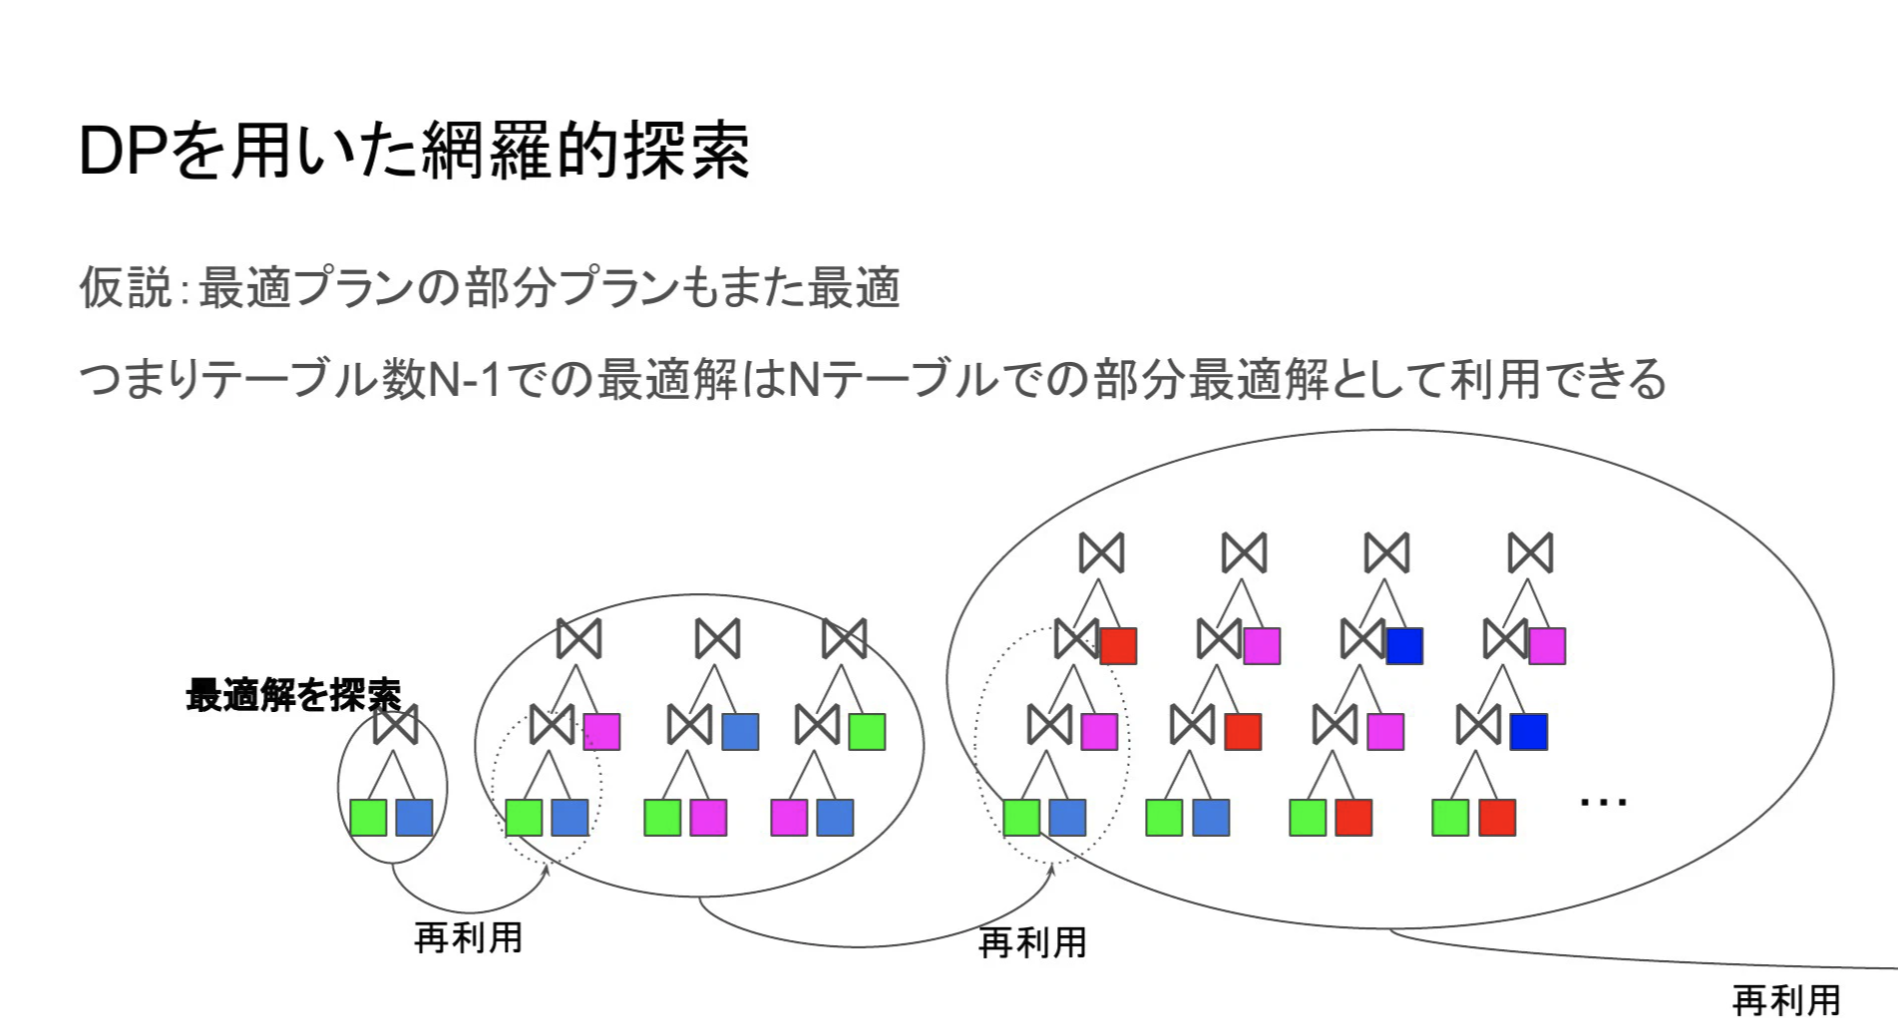 DPを用いた網羅的探索
仮説：最適プランの部分プランもまた最適
つまりテーブル数N-1での最適解はNテーブルでの部分最適解として利用できる
最適解を探索
...
再利用
再利用
再利用